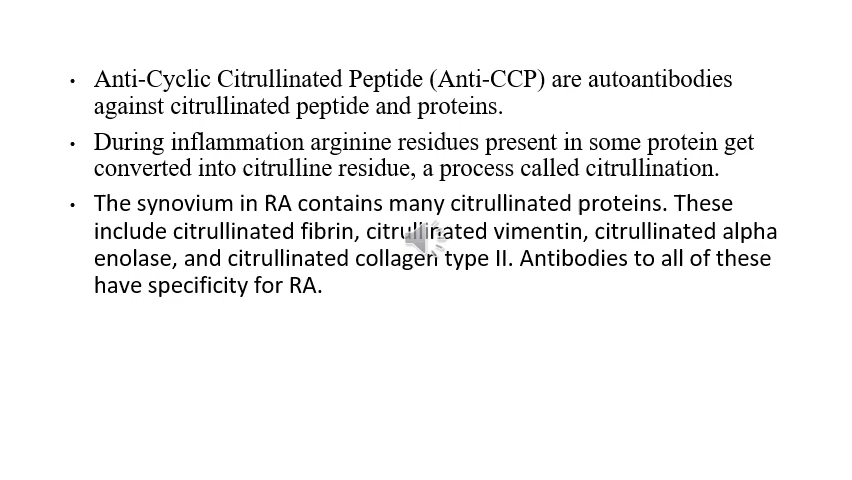 • Anti-Cyclic Citrullinated Peptide (Anti-CCP) are autoantibodies
against citrullinated peptide and proteins.
• During inflammation arginine residues present in some protein get
converted into citrulline residue, a process called citrullination.
• The synovium in RA contains many citrullinated proteins. These
include citrullinated fibrin, citrullinated vimentin, citrullinated alpha
enolase, and citrullinated collagen type II. Antibodies to all of these
have specificity for RA.